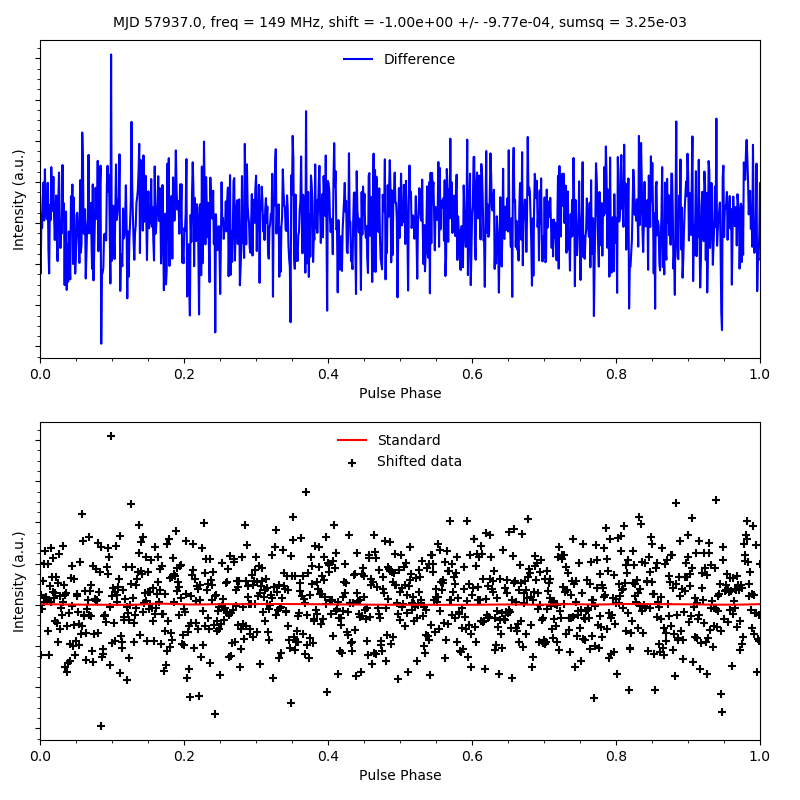 MJD 57937.0, freq = 149 MHz, shift = -1.00e+00 +/- -9.77e-04, sumsq = 3.25e-03
Difference
Intensity (a.u.)
0.0 0.2 0.4 0.6 0.8 1.0
Pulse Phase
Standard
Shifted data
Intensity (a.u.)
0.0 0.2 0.4 0.6 0.8 1.0
Pulse Phase